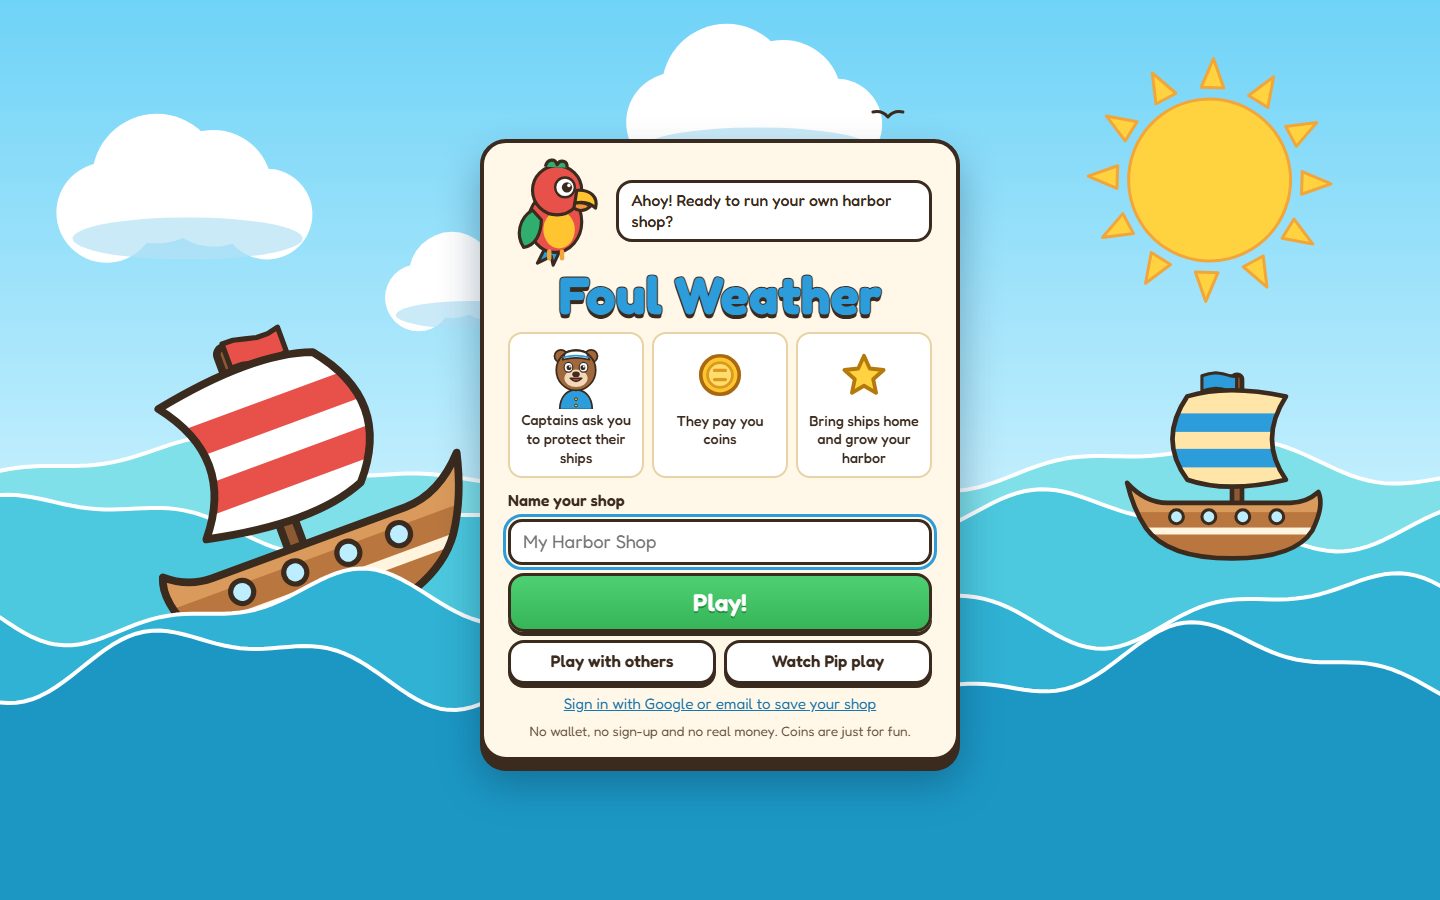 Ahoy! Ready to run your own harbor
shop?
Foul Weather
Captains ask you
to protect their
ships
They pay you
coins
Bring ships home
and grow your
harbor
Name your shop
My Harbor Shop
Play!
Play with others
Watch Pip play
Sign in with Google or email to save your shop
No wallet, no sign-up and no real money. Coins are just for fun.